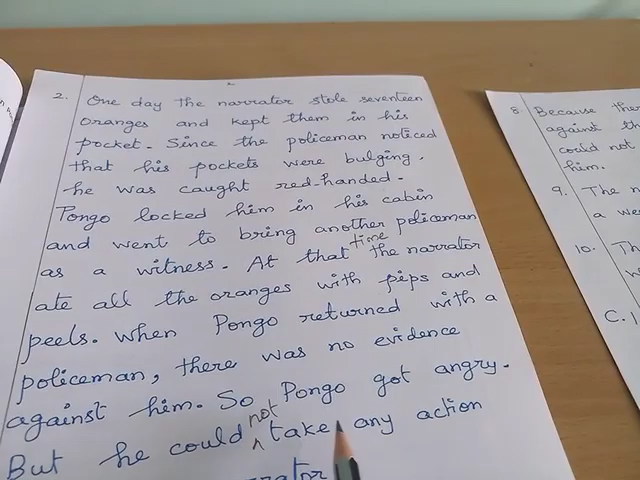 2. One day the narrator stole seventeen
oranges and kept them in his
pocket. Since the policeman noticed
that his pockets were bulging,
he was caught red-handed.
Pongo locked him in his cabin
and went to bring another policeman
as a witness. At that time the narrator
ate all the oranges with pips and
peels. When Pongo returned with a
policeman, there was no evidence
against him. So Pongo got angry.
But he could not take any action
8. Because
against
could not
him.
9. The
a
10.
C. 1